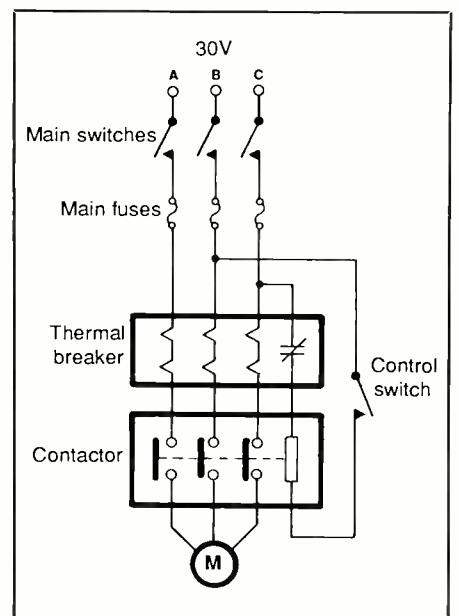 30V
A B C
Main switches
Main fuses
Thermal
breaker
Control
switch
Contactor
M